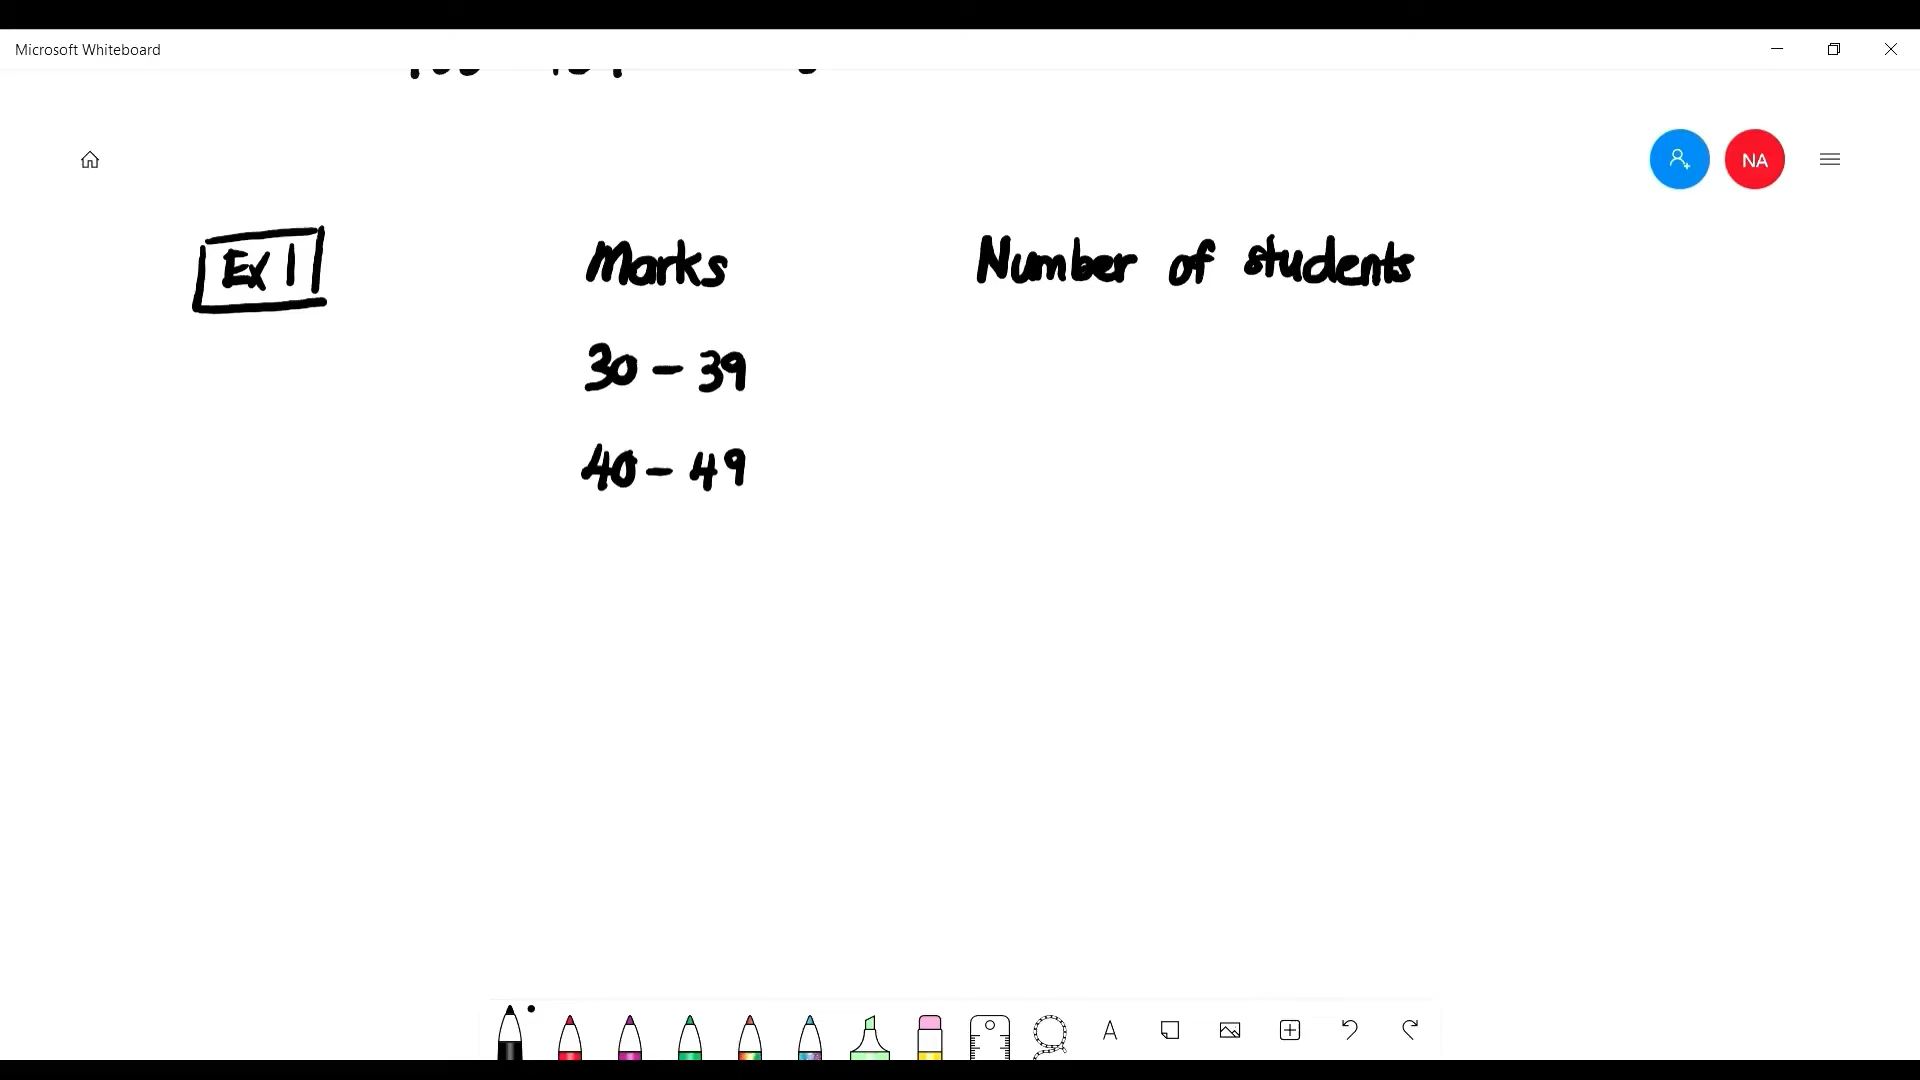 Microsoft Whiteboard
NA
Ex 1 Marks Number of students
30 - 39
40 - 49
A